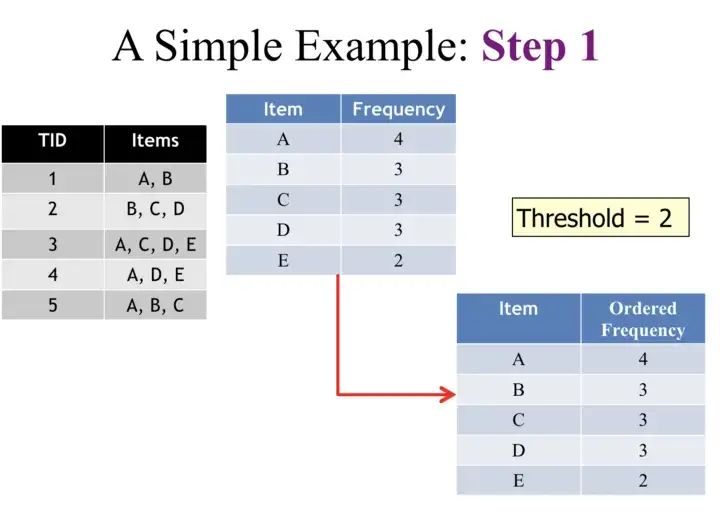 A Simple Example: Step 1
TID Items
1 A, B
2 B, C, D
3 A, C, D, E
4 A, D, E
5 A, B, C
Item Frequency
A 4
B 3
C 3
D 3
E 2
Threshold = 2
Item Ordered
Frequency
A 4
B 3
C 3
D 3
E 2